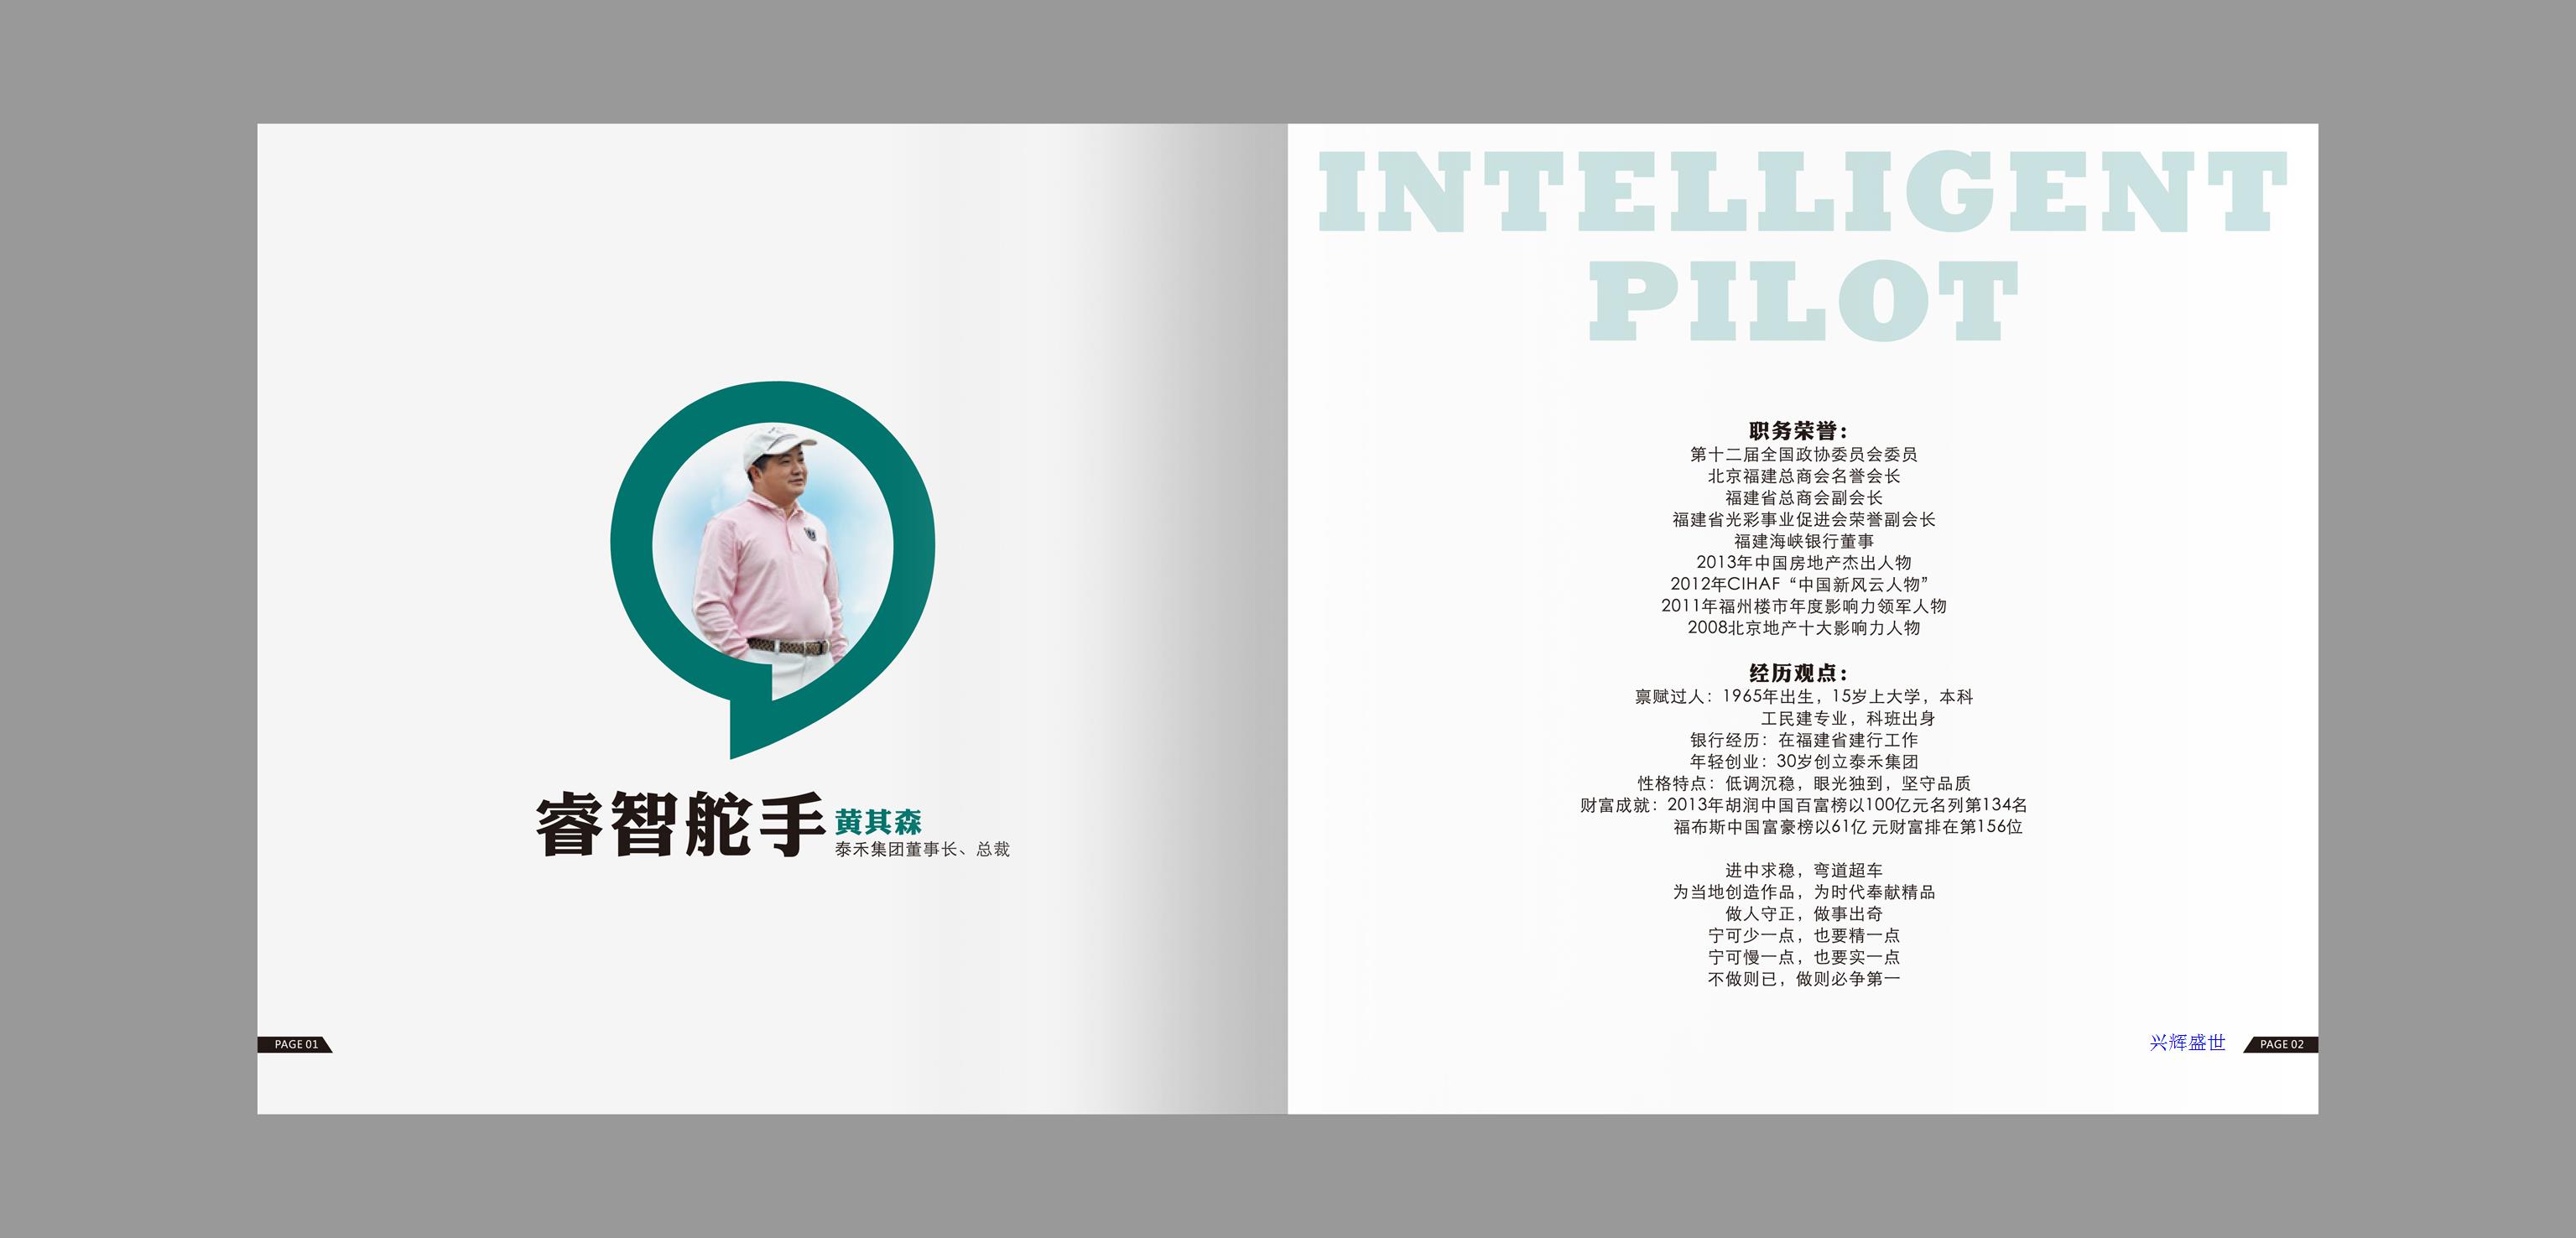 睿智舵手
黄其森
泰禾集团董事长、总裁
PAGE 01
INTELLIGENT
PILOT
职务荣誉：
第十二届全国政协委员会委员
北京福建总商会名誉会长
福建省总商会副会长
福建省光彩事业促进会荣誉副会长
福建海峡银行董事
2013年中国房地产杰出人物
2012年CIHAF“中国新风云人物”
2011年福州楼市年度影响力领军人物
2008北京地产十大影响力人物
经历观点：
禀赋过人：1965年出生，15岁上大学，本科
工民建专业，科班出身
银行经历：在福建省建行工作
年轻创业：30岁创立泰禾集团
性格特点：低调沉稳，眼光独到，坚守品质
财富成就：2013年胡润中国百富榜以100亿元名列第134名
福布斯中国富豪榜以61亿 元财富排在第156位
进中求稳，弯道超车
为当地创造作品，为时代奉献精品
做人守正，做事出奇
宁可少一点，也要精一点
宁可慢一点，也要实一点
不做则已，做则必争第一
兴辉盛世
PAGE 02